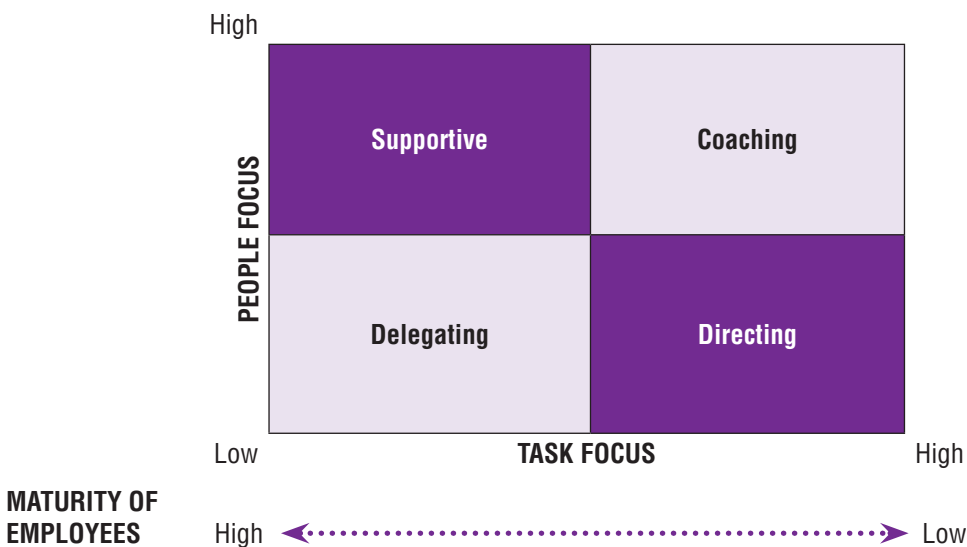 High
Supportive
Coaching
PEOPLE FOCUS
Delegating
Directing
Low
TASK FOCUS
High
MATURITY OF
EMPLOYEES
High
Low